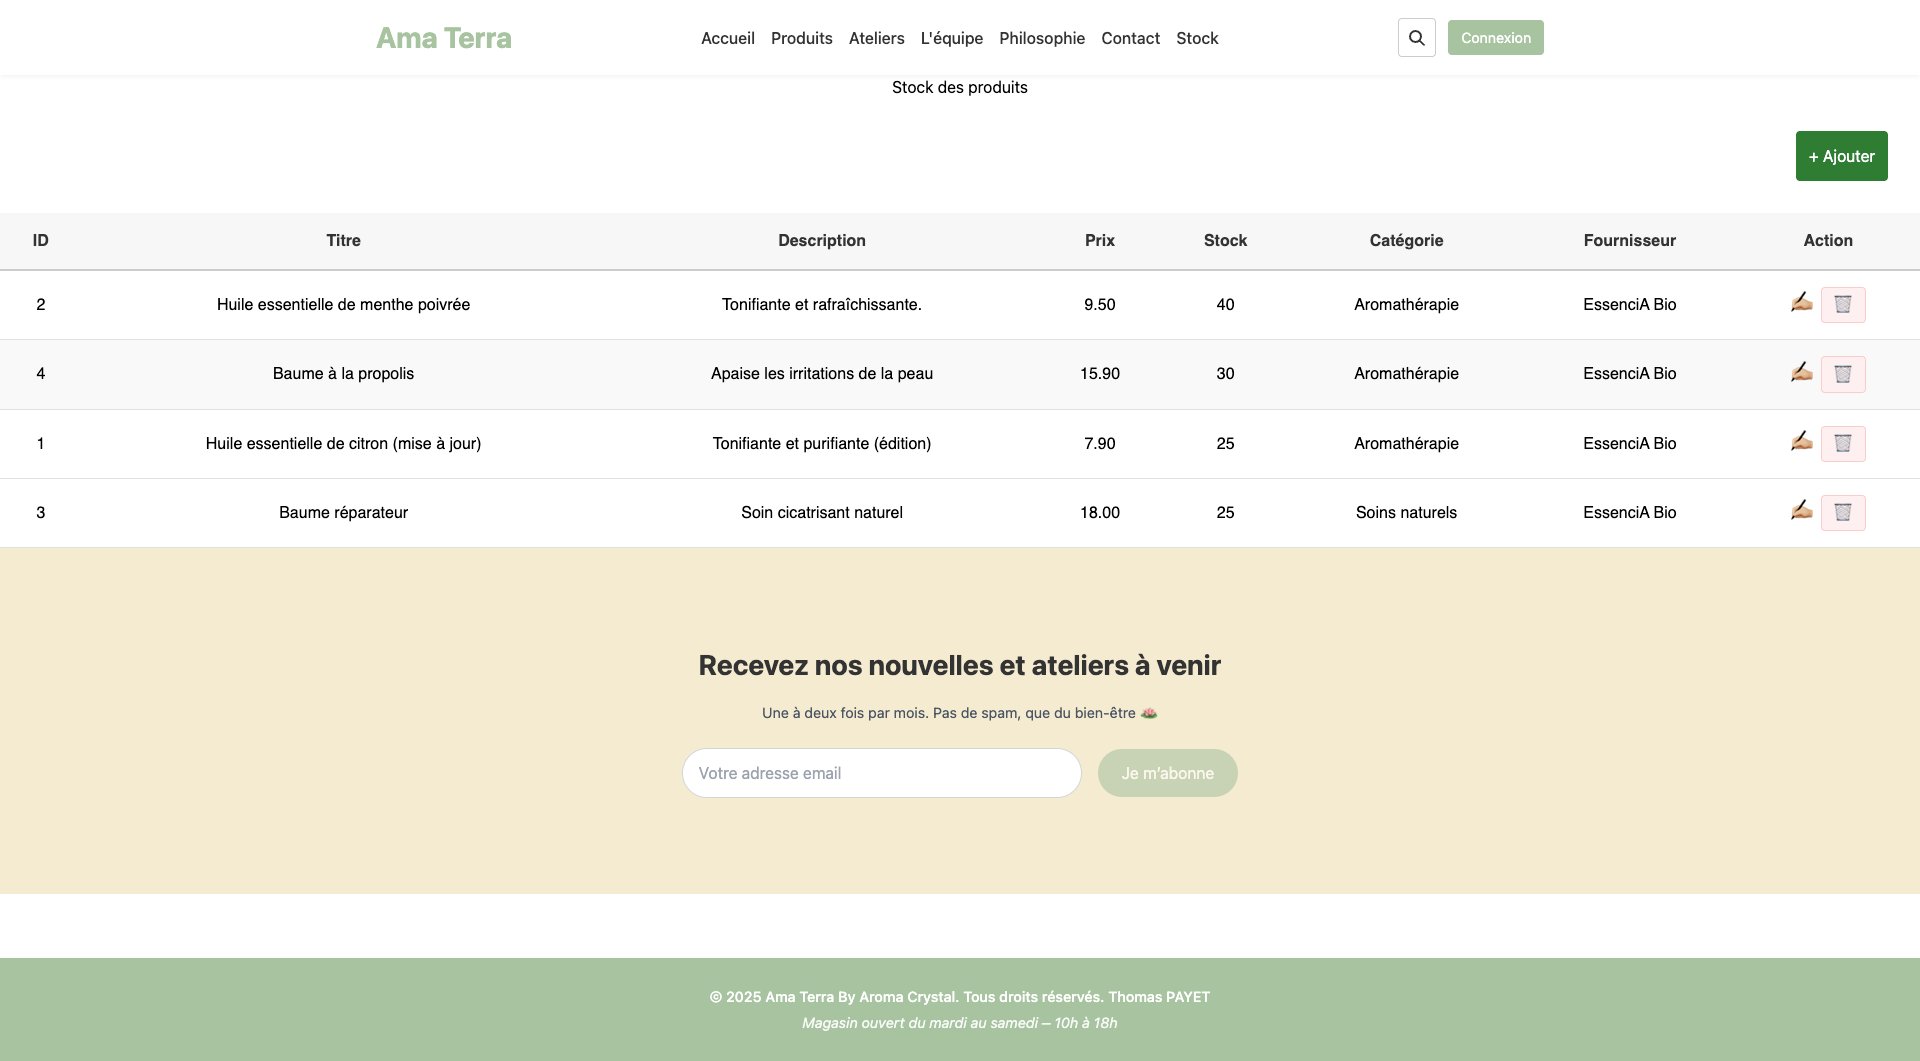 Ama Terra
Accueil Produits Ateliers L'équipe Philosophie Contact Stock
Connexion
Stock des produits
+ Ajouter
ID Titre Description Prix Stock Catégorie Fournisseur Action
2 Huile essentielle de menthe poivrée Tonifiante et rafraîchissante. 9.50 40 Aromathérapie EssenciA Bio
4 Baume à la propolis Apaise les irritations de la peau 15.90 30 Aromathérapie EssenciA Bio
1 Huile essentielle de citron (mise à jour) Tonifiante et purifiante (édition) 7.90 25 Aromathérapie EssenciA Bio
3 Baume réparateur Soin cicatrisant naturel 18.00 25 Soins naturels EssenciA Bio
Recevez nos nouvelles et ateliers à venir
Une à deux fois par mois. Pas de spam, que du bien-être 🪷
Votre adresse email
Je m’abonne
© 2025 Ama Terra By Aroma Crystal. Tous droits réservés. Thomas PAYET
Magasin ouvert du mardi au samedi – 10h à 18h